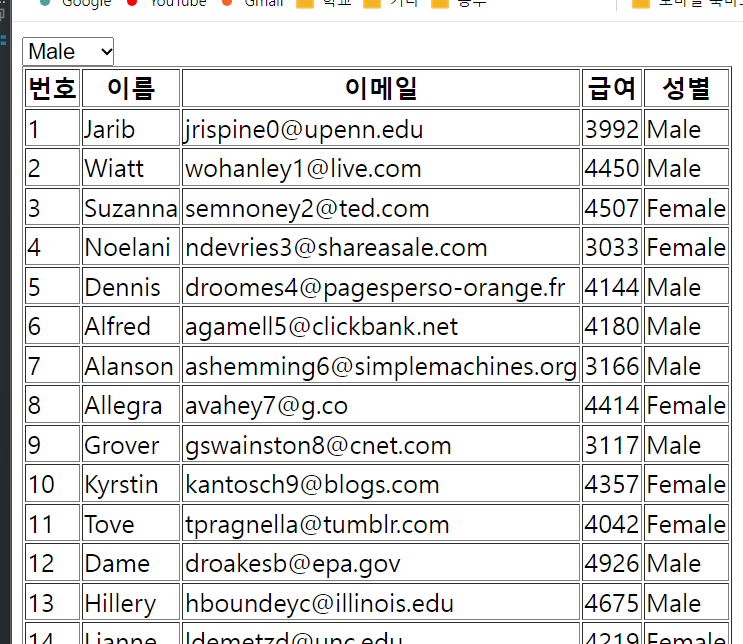 Google YouTube Gmail 학교 기타 공부
Male
번호 이름 이메일 급여 성별
1 Jarib jrispine0@upenn.edu 3992 Male
2 Wiatt wohanley1@live.com 4450 Male
3 Suzanna semnoney2@ted.com 4507 Female
4 Noelani ndevries3@shareasale.com 3033 Female
5 Dennis droomes4@pagesperso-orange.fr 4144 Male
6 Alfred agamell5@clickbank.net 4180 Male
7 Alanson ashemming6@simplemachines.org 3166 Male
8 Allegra avahey7@g.co 4414 Female
9 Grover gswainston8@cnet.com 3117 Male
10 Kyrstin kantosch9@blogs.com 4357 Female
11 Tove tpragnella@tumblr.com 4042 Female
12 Dame droakesb@epa.gov 4926 Male
13 Hillery hboundeyc@illinois.edu 4675 Male
14 Lianne ldemetzd@unc.edu 4219 Female